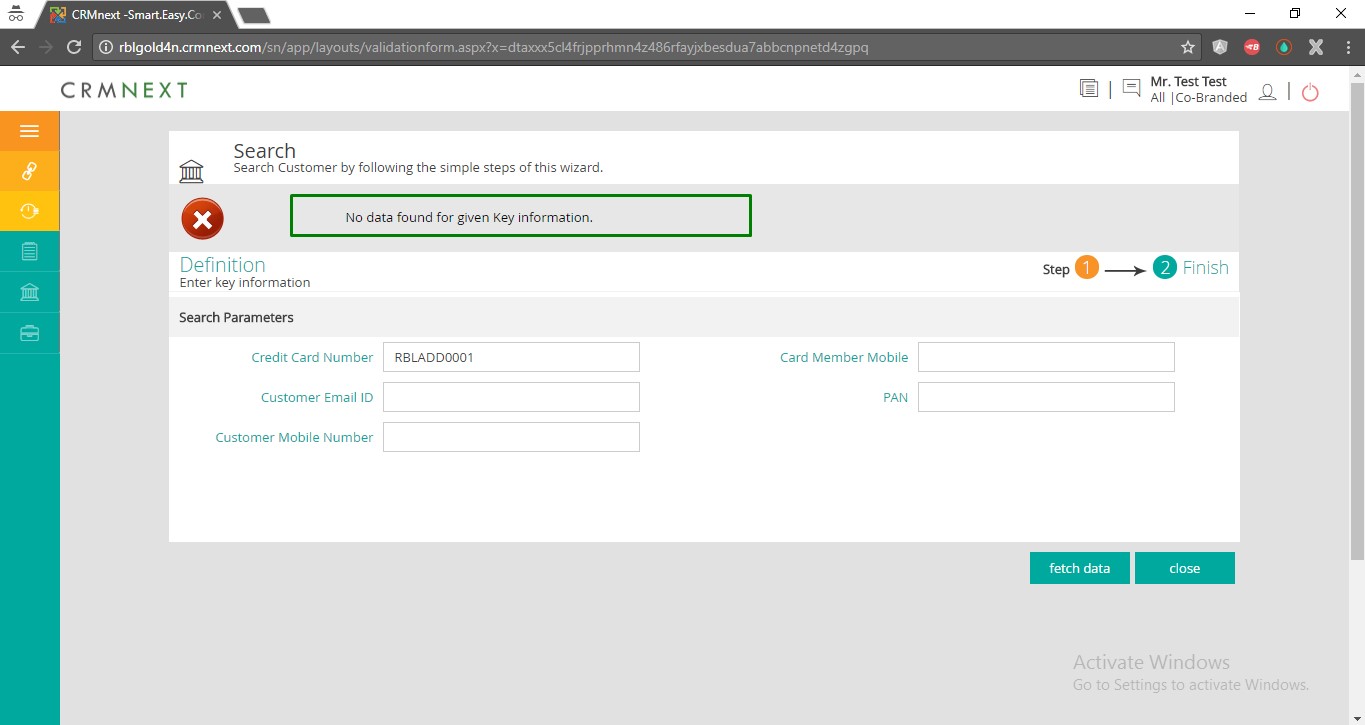 CRMnext -Smart.Easy.Co
rblgold4n.crmnext.com/sn/app/layouts/validationform.aspx?x=dtaxxx5cl4frjpprhmn4z486rfayjxbesdua7abbcnpnetd4zgpq
CRMNEXT
Mr. Test Test
All |Co-Branded
Search
Search Customer by following the simple steps of this wizard.
No data found for given Key information.
Definition
Enter key information
Step 1 2 Finish
Search Parameters
Credit Card Number RBLADD0001 Card Member Mobile
Customer Email ID PAN
Customer Mobile Number
fetch data close
Activate Windows
Go to Settings to activate Windows.